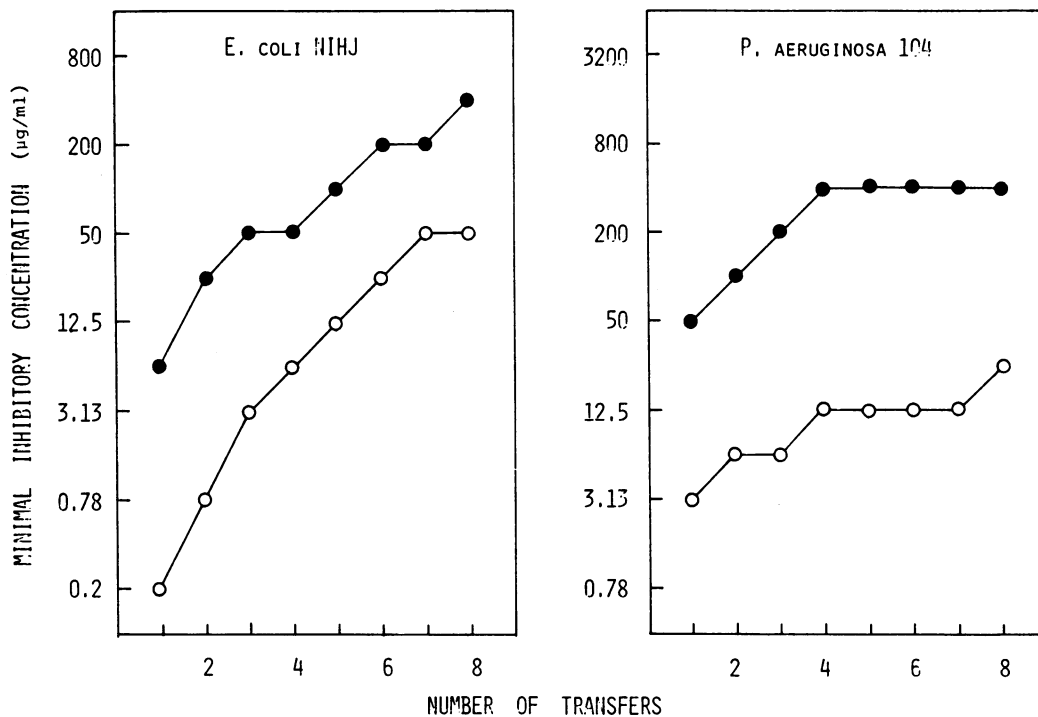 E. COLI NIHJ
P. AERUGINOSA 104
MINIMAL INHIBITORY CONCENTRATION (µg/ml)
800
200
50
12.5
3.13
0.78
0.2
3200
800
200
50
12.5
3.13
0.78
2 4 6 8
2 4 6 8
NUMBER OF TRANSFERS